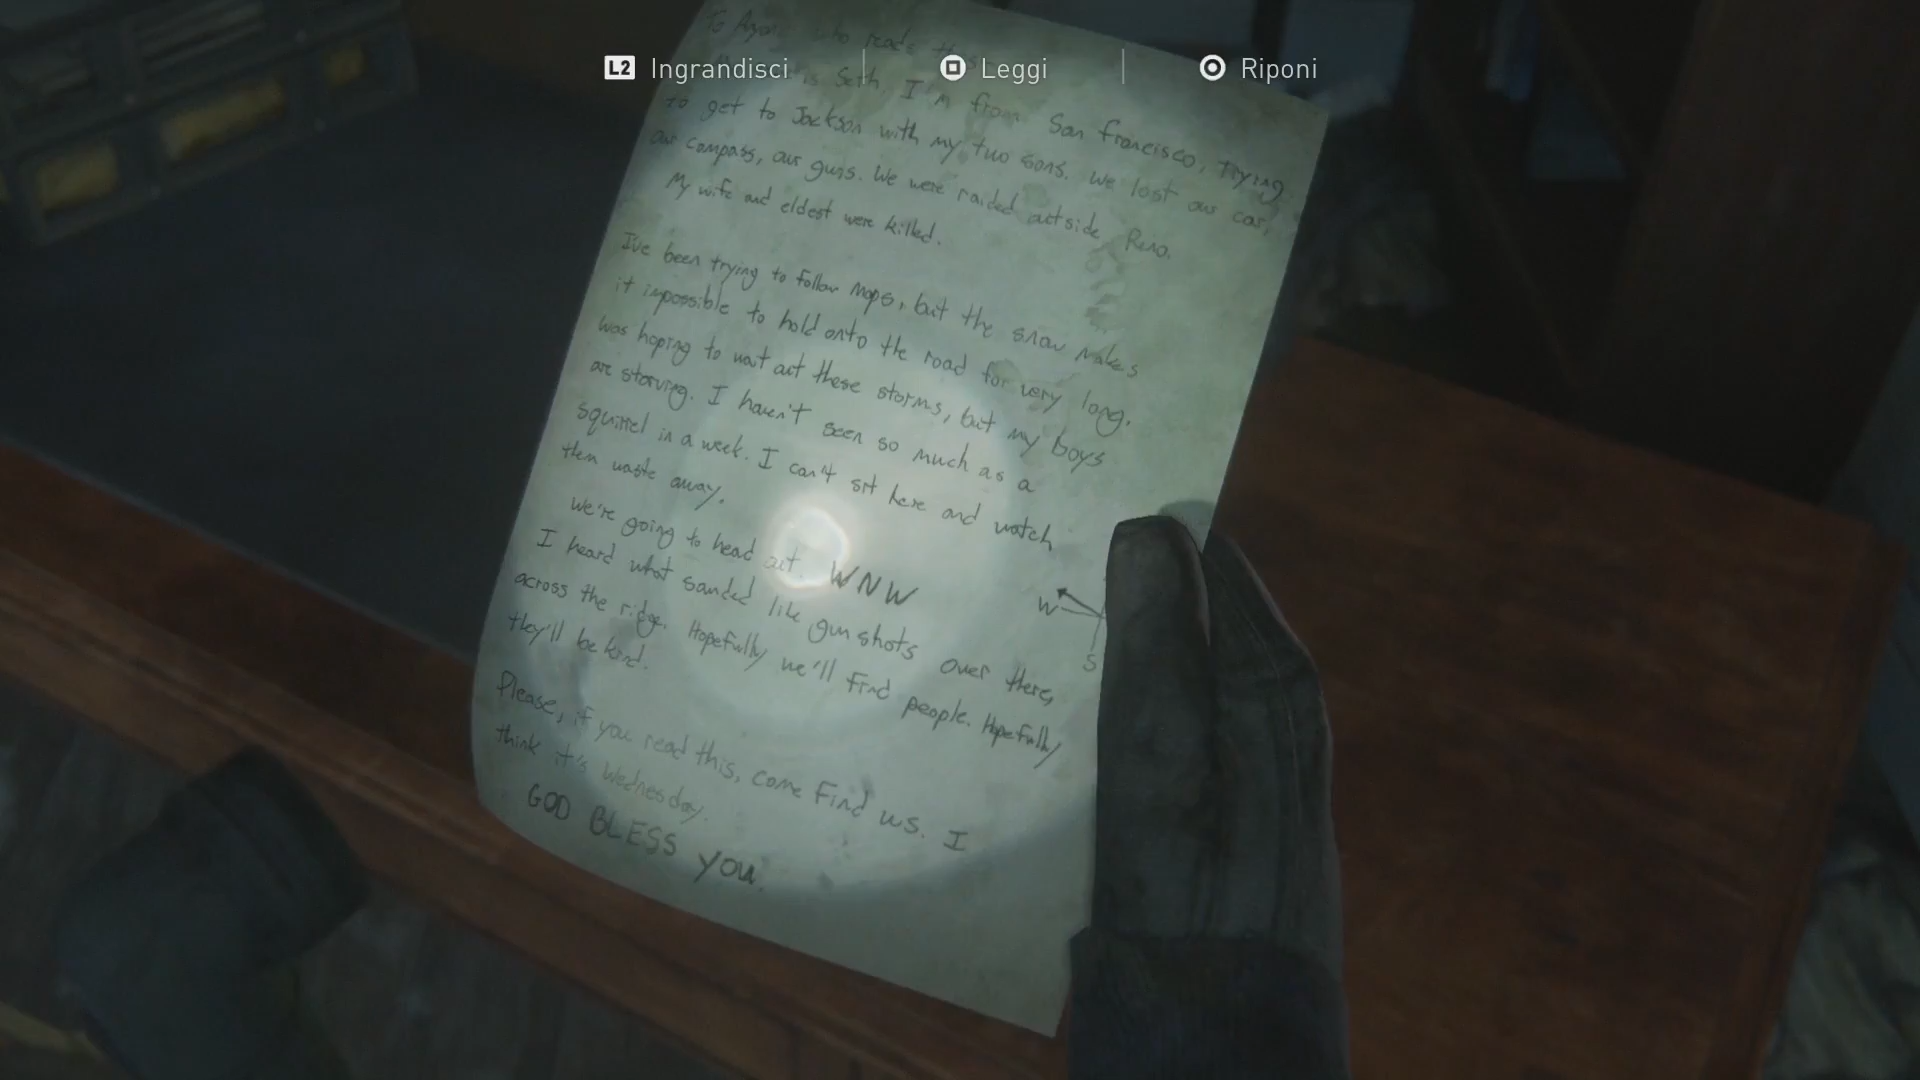 L2 Ingrandisci
Leggi
Riponi
To who reads this
is Seth. I'm from San Francisco, trying
to get to Jackson with my two sons. We lost our car,
our compass, our guns. We were raided outside Reno.
My wife and eldest were killed.
I've been trying to follow maps, but the snow makes
it impossible to hold onto the road for very long.
was hoping to wait out these storms, but my boys
are starving. I haven't seen so much as a
squirrel in a week. I can't sit here and watch
them waste away.
we're going to head out. WNW
I heard what sounded like gun shots over there,
across the ridge. Hopefully we'll find people. Hopefully
they'll be kind.
W
S
Please, if you read this, come find us. I
think it's Wednesday.
GOD BLESS YOU.